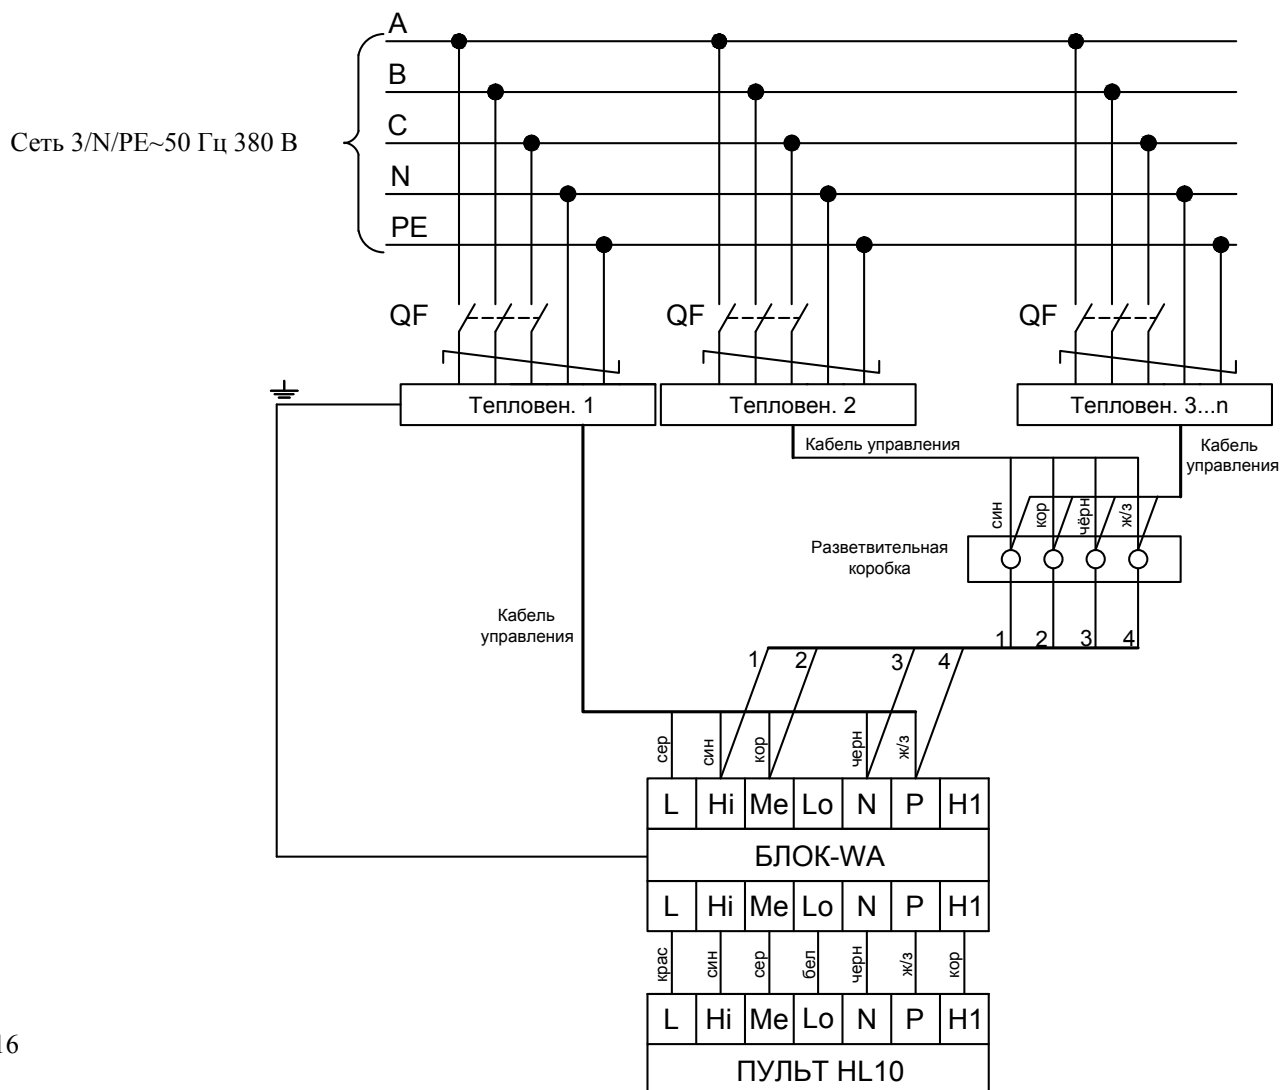 A
B
C
N
PE
Сеть 3/N/PE~50 Гц 380 В
QF
QF
QF
Тепловен. 1
Тепловен. 2
Тепловен. 3...n
Кабель управления
Кабель
управления
син
кор
чёрн
ж/з
Разветвительная
коробка
Кабель
управления
1 2 3 4
1 2 3 4
сер
син
кор
черн
ж/з
L Hi Me Lo N P H1
БЛОК-WA
L Hi Me Lo N P H1
крас
син
сер
бел
черн
ж/з
кор
L Hi Me Lo N P H1
ПУЛЬТ HL10
16